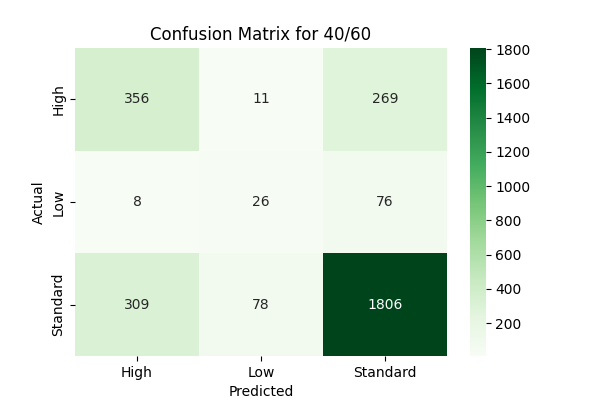 Confusion Matrix for 40/60
High 356 11 269
Low 8 26 76
Standard 309 78 1806
High Low Standard
Predicted
Actual
1800
1600
1400
1200
1000
800
600
400
200